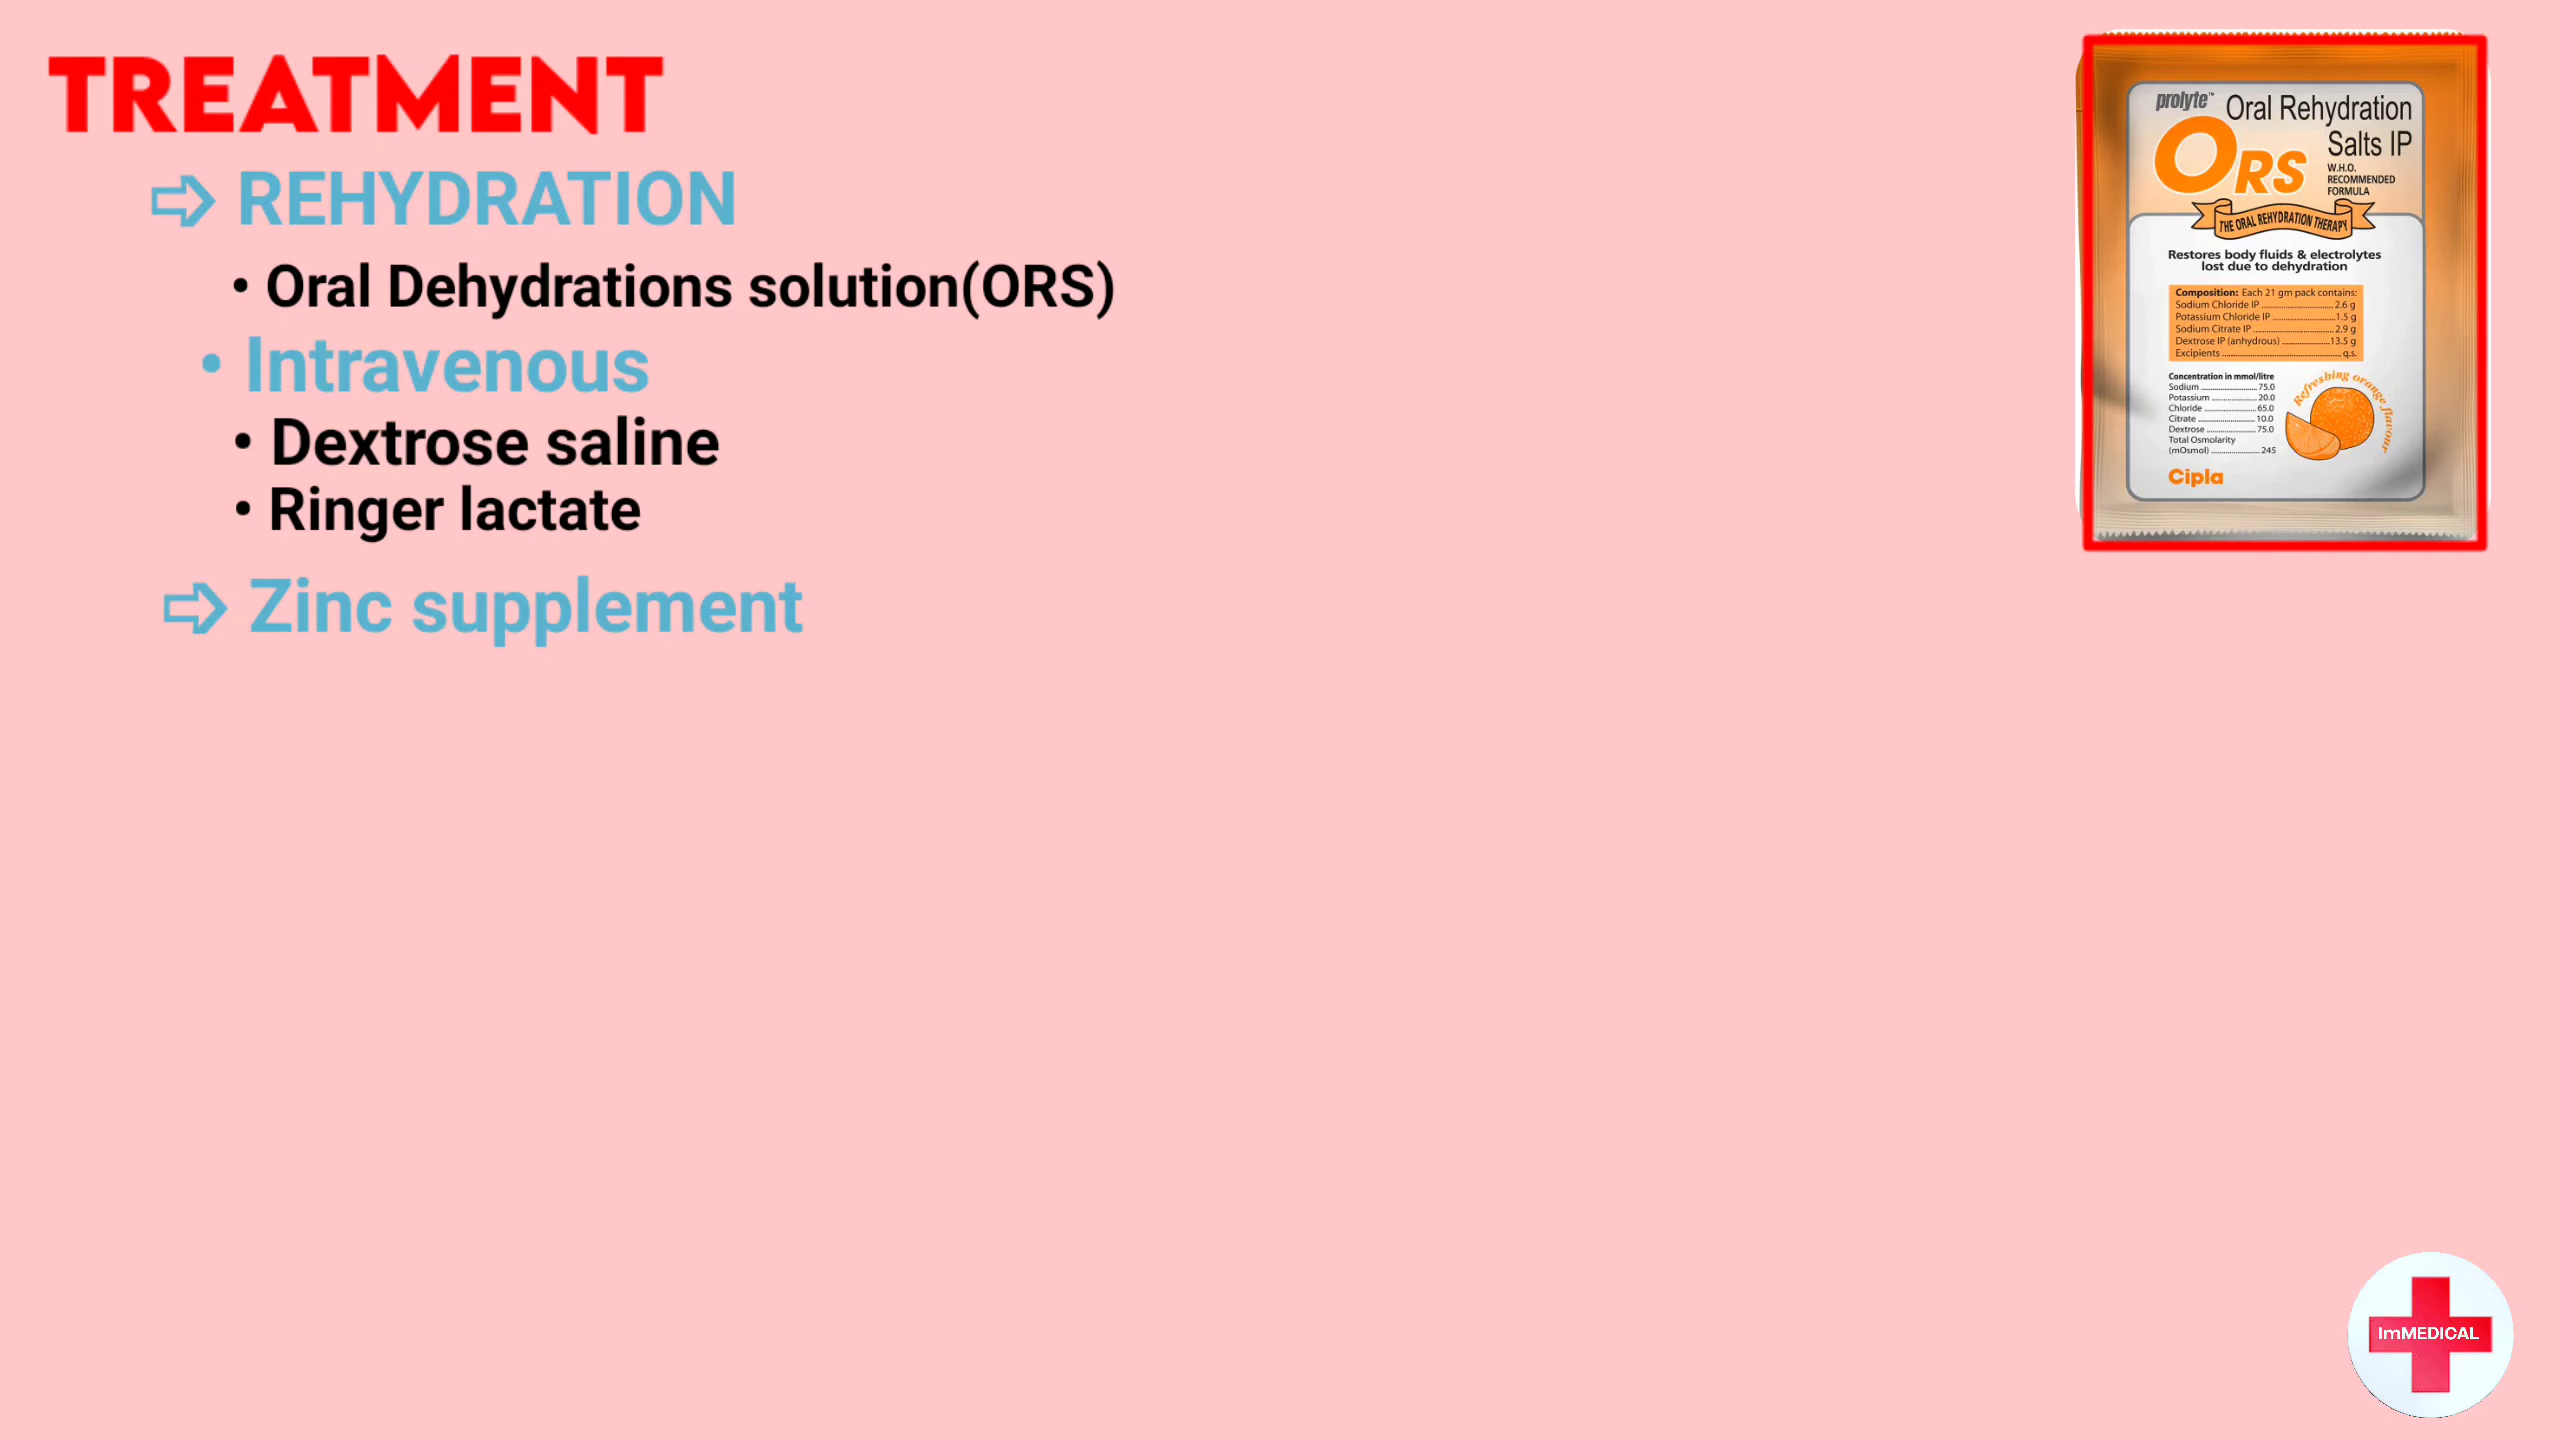 TREATMENT
⇨ REHYDRATION
• Oral Dehydrations solution(ORS)
• Intravenous
• Dextrose saline
• Ringer lactate
⇨ Zinc supplement
prolyte™ Oral Rehydration
Salts IP
ORS
W.H.O.
RECOMMENDED
FORMULA
THE ORAL REHYDRATION THERAPY
Restores body fluids & electrolytes
lost due to dehydration
Composition: Each 21 gm pack contains:
Sodium Chloride IP ........ 2.6 g
Potassium Chloride IP ........ 1.5 g
Sodium Citrate IP ........ 2.9 g
Dextrose IP (anhydrous) ........ 13.5 g
Excipients ........ q.s.
Concentration in mmol/litre
Sodium ........ 75.0
Potassium ........ 20.0
Chloride ........ 65.0
Citrate ........ 10.0
Dextrose ........ 75.0
Total Osmolarity
(mOsmol) ........ 245
Refreshing orange flavour
Cipla
ImMEDICAL